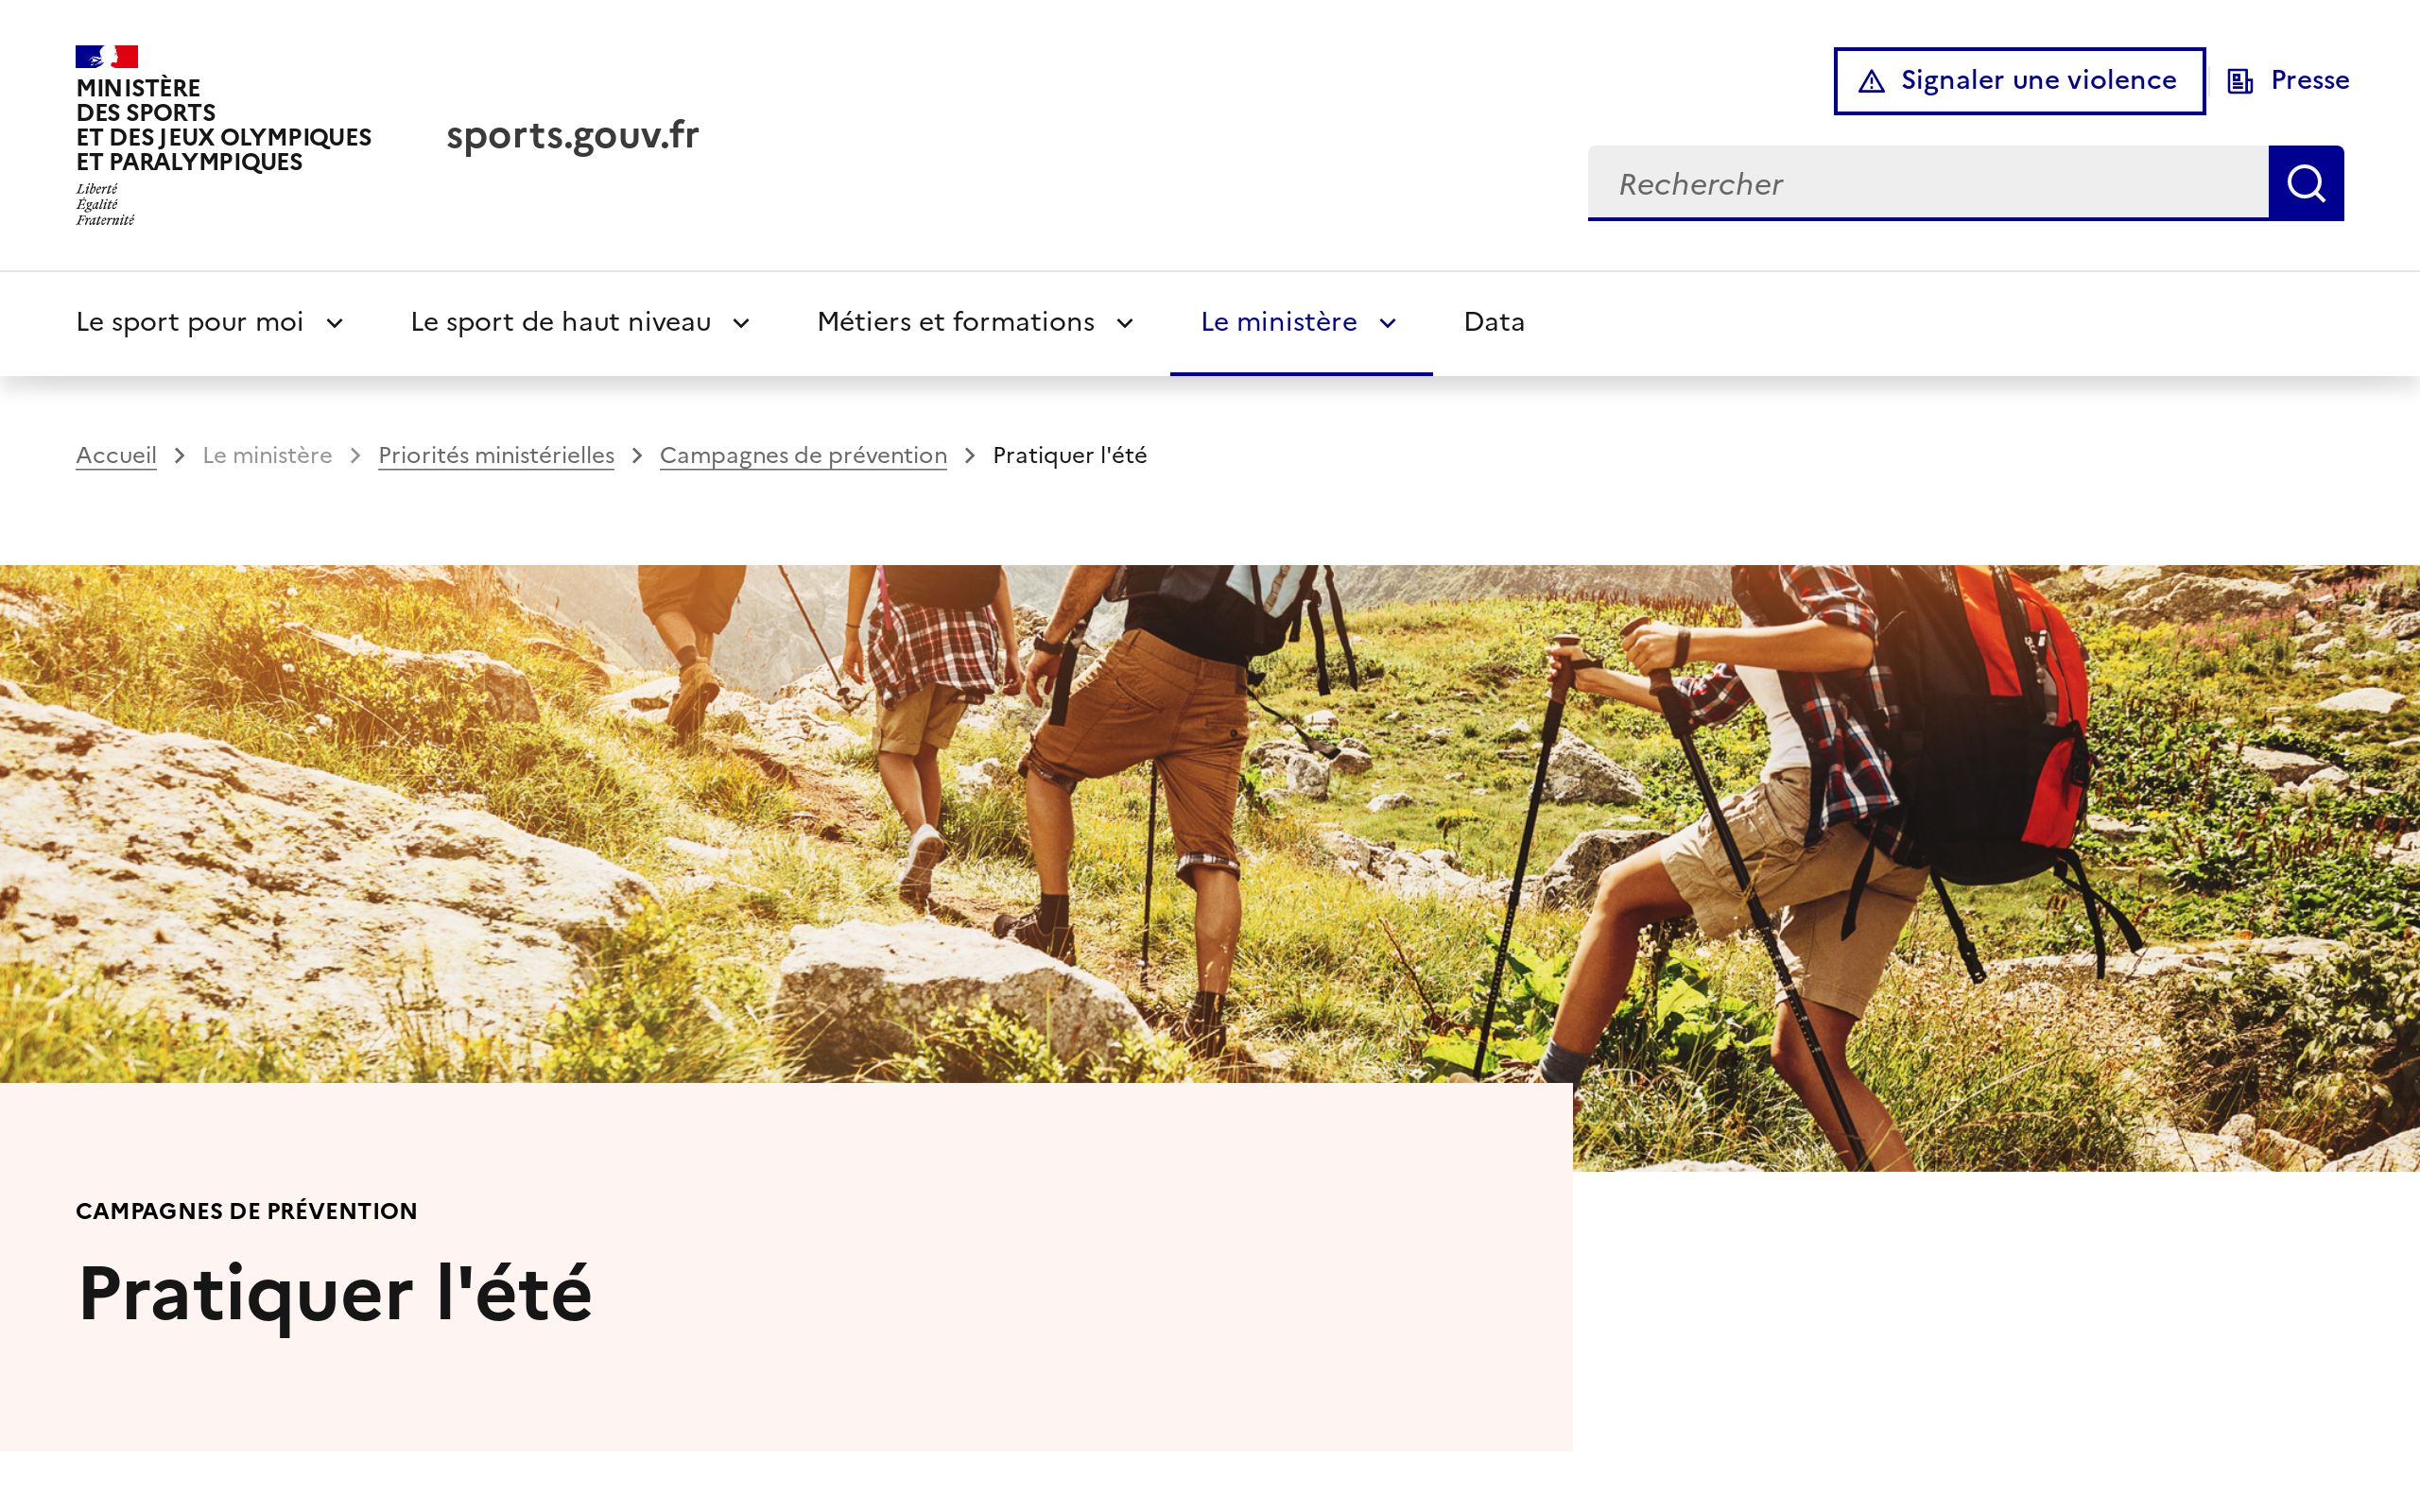 MINISTÈRE
DES SPORTS
ET DES JEUX OLYMPIQUES
ET PARALYMPIQUES
Liberté
Égalité
Fraternité
sports.gouv.fr
Signaler une violence
Presse
Rechercher
Le sport pour moi
Le sport de haut niveau
Métiers et formations
Le ministère
Data
Accueil > Le ministère > Priorités ministérielles > Campagnes de prévention > Pratiquer l'été
CAMPAGNES DE PRÉVENTION
Pratiquer l'été